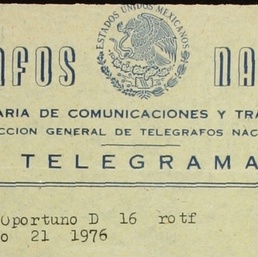 ESTADOS UNIDOS MEXICANOS
AFOS NA
ARIA DE COMUNICACIONES Y TRA
CCION GENERAL DE TELEGRAFOS NAC
TELEGRAMA
Oportuno D 16 rotf
o 21 1976